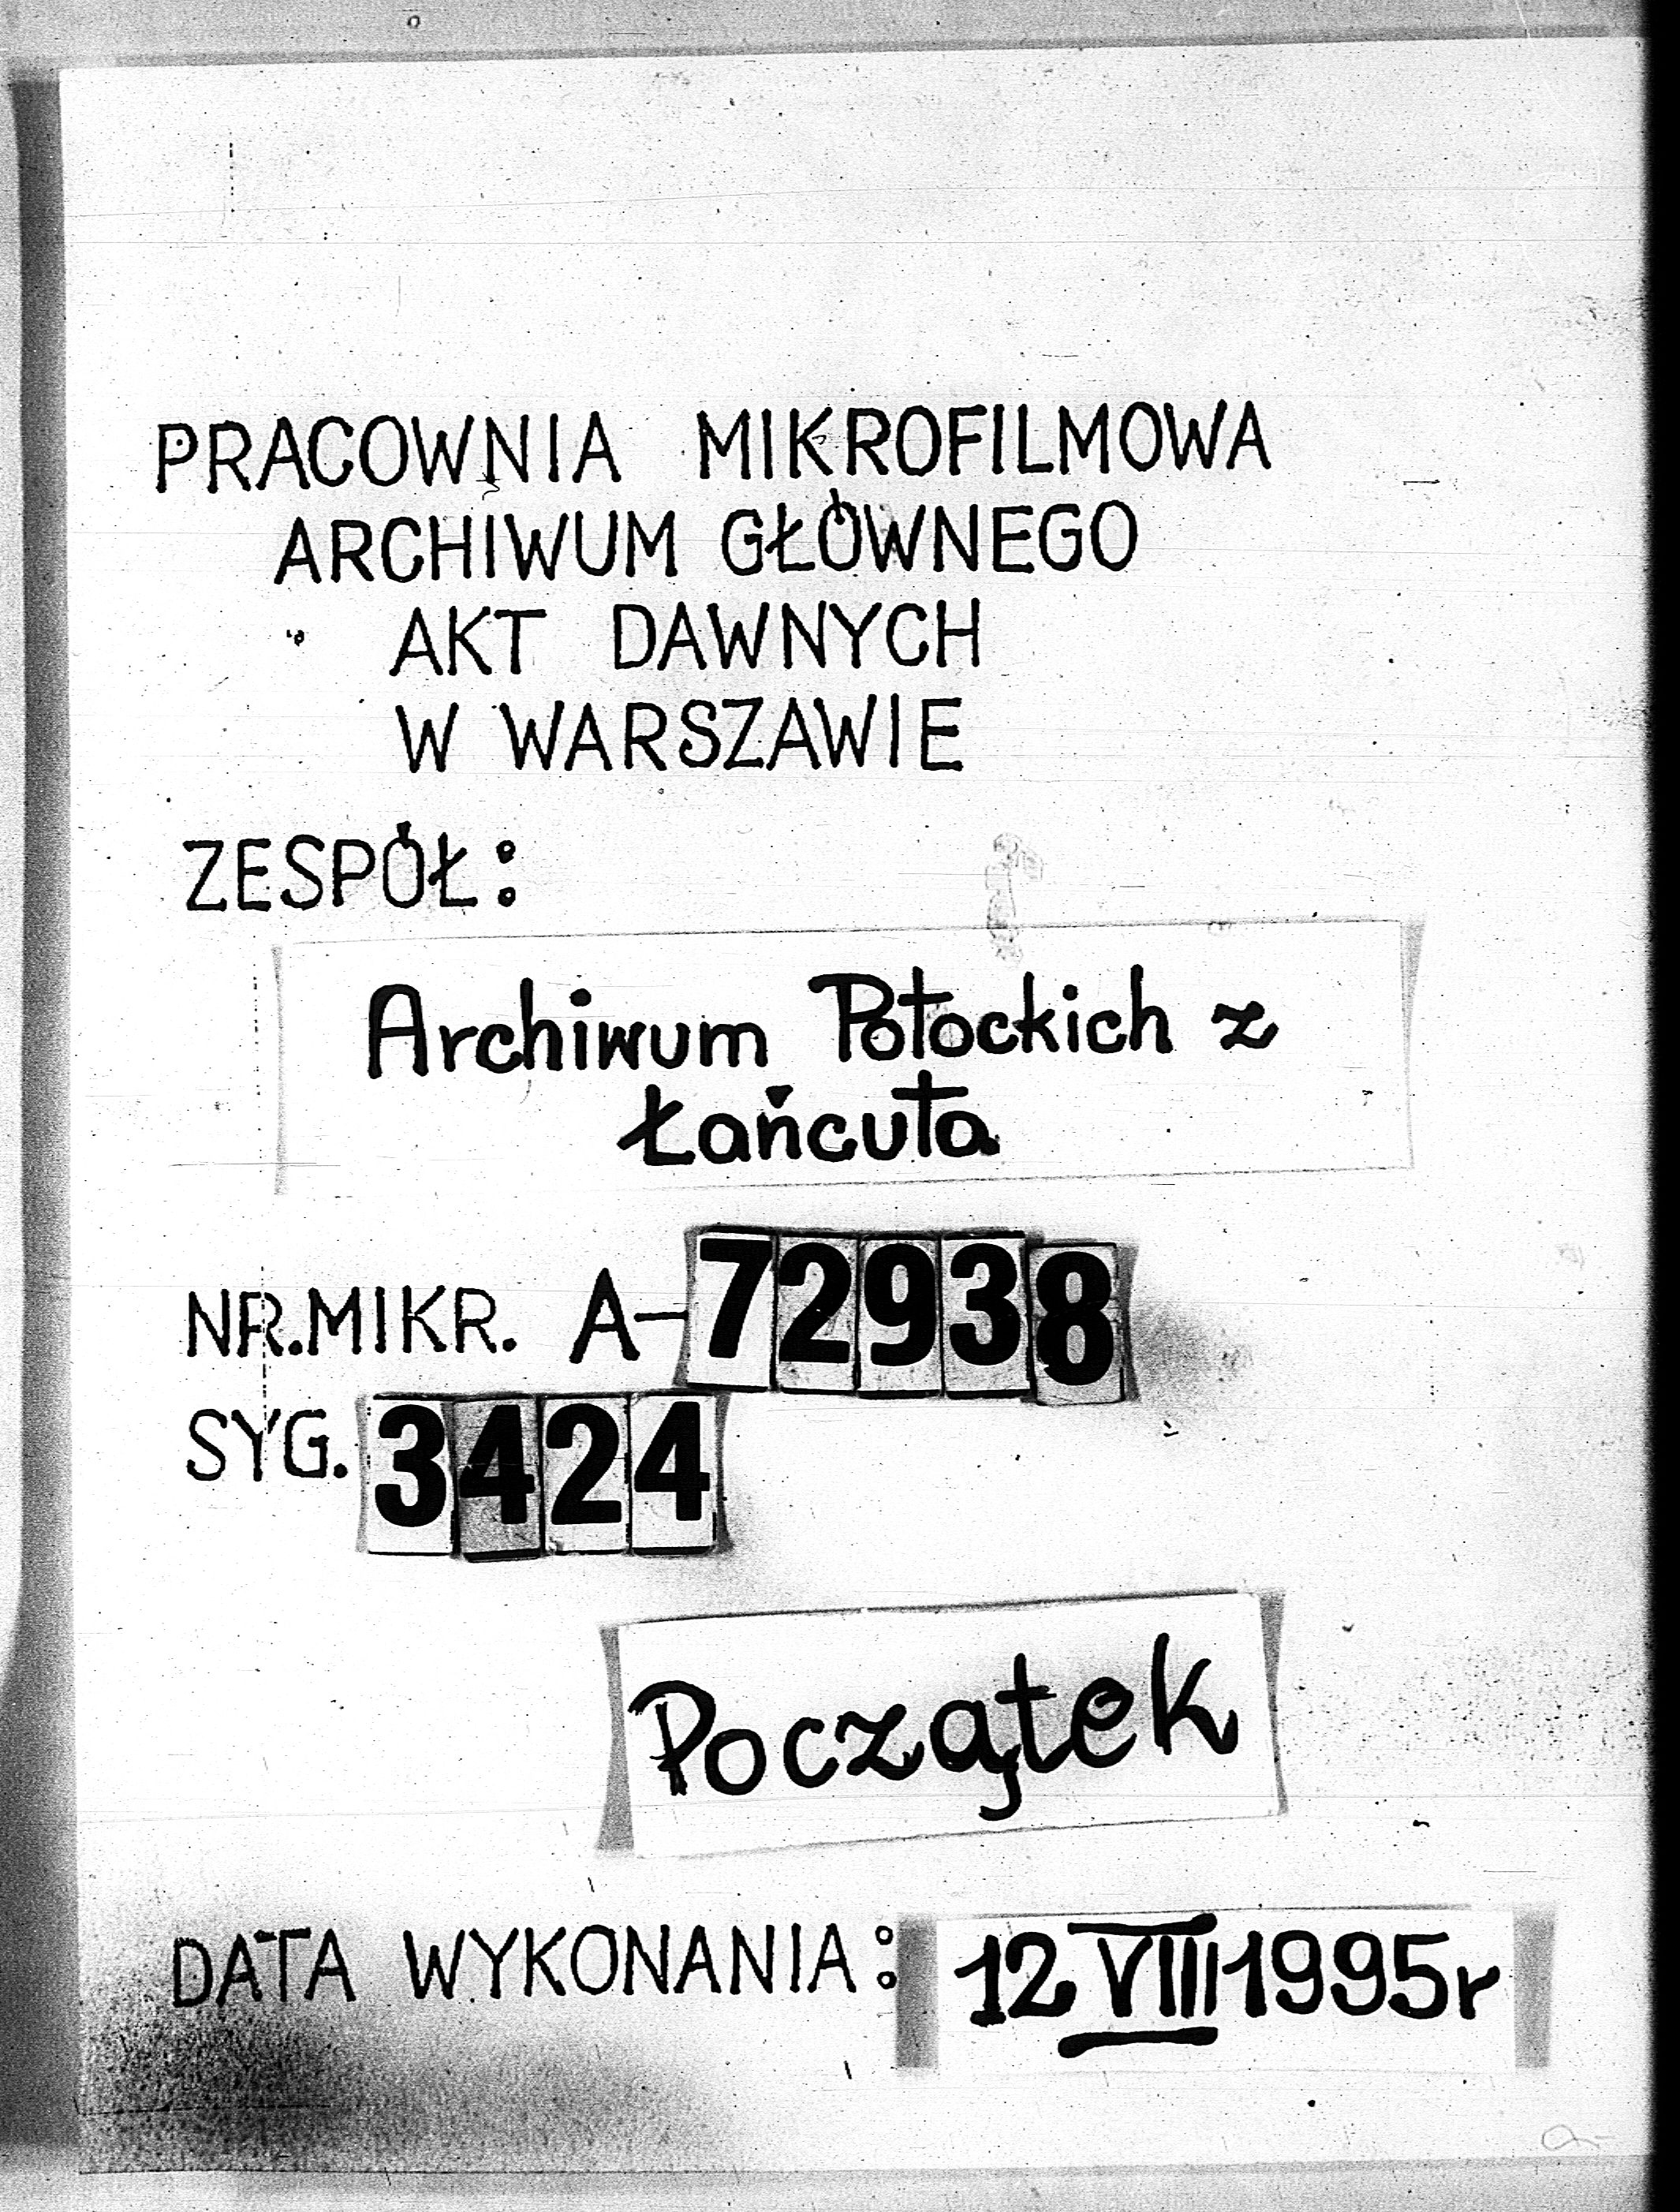 PRACOWNIA MIKROFILMOWA
ARCHIWUM GŁÓWNEGO
AKT DAWNYCH
W WARSZAWIE
ZESPÓŁ:
Archiwum Potockich z
Łańcuta
NR.MIKR. A-72938
SYG. 3424
Początek
DATA WYKONANIA: 12 VIII 1995r